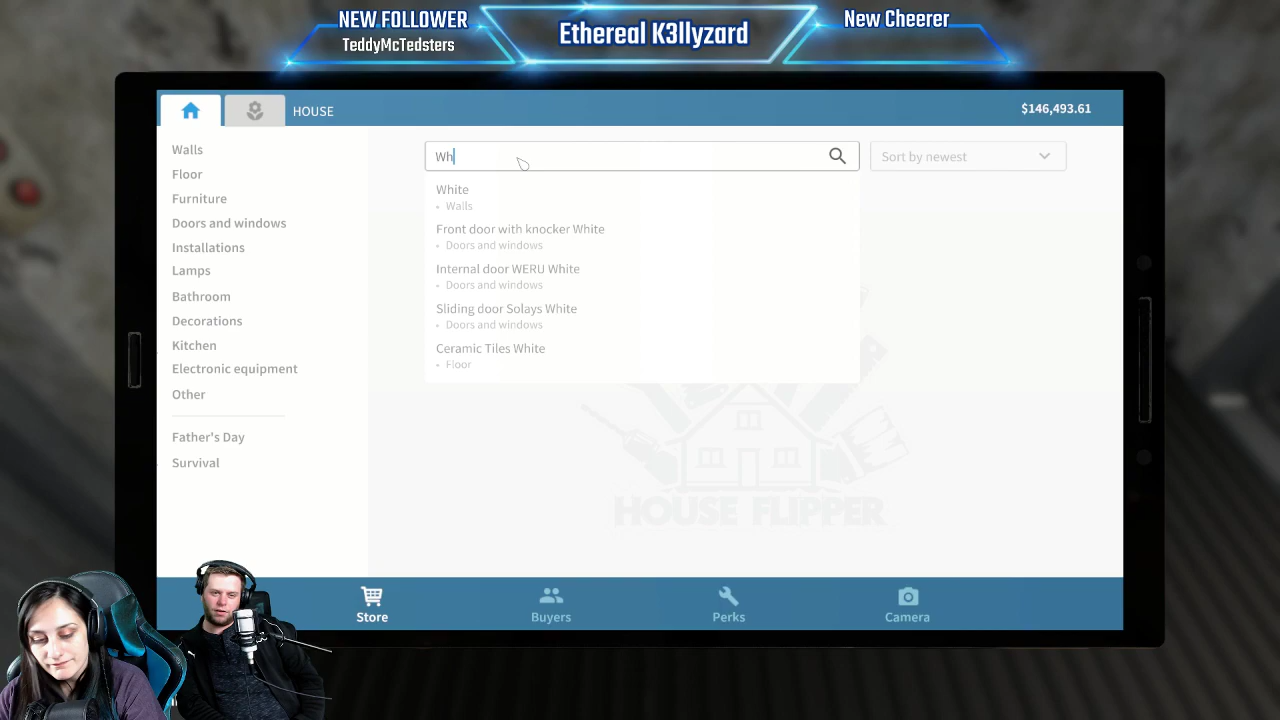 NEW FOLLOWER
TeddyMcTedsters
Ethereal K3llyzard
New Cheerer
HOUSE
$146,493.61
Walls
Floor
Furniture
Doors and windows
Installations
Lamps
Bathroom
Decorations
Kitchen
Electronic equipment
Other
Father's Day
Survival
Wh
Sort by newest
White
• Walls
Front door with knocker White
• Doors and windows
Internal door WERU White
• Doors and windows
Sliding door Solays White
• Doors and windows
Ceramic Tiles White
• Floor
HOUSE FLIPPER
Store
Buyers
Perks
Camera